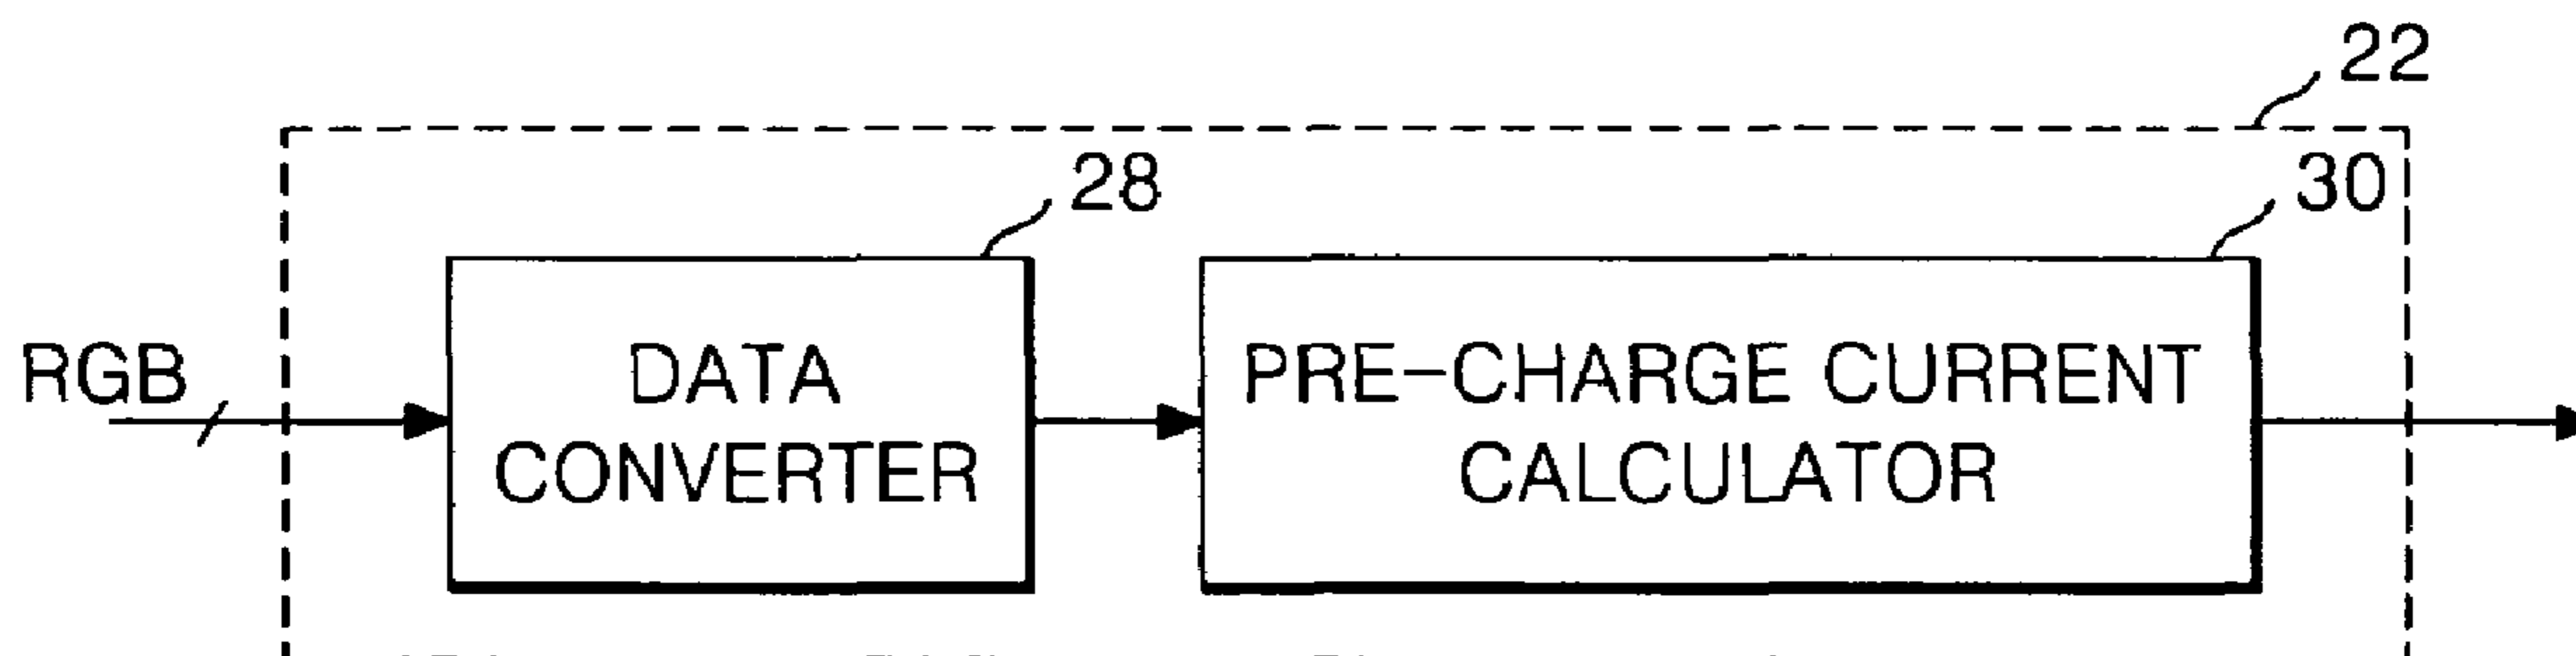 22
28
30
RGB
DATA
CONVERTER
PRE-CHARGE CURRENT
CALCULATOR